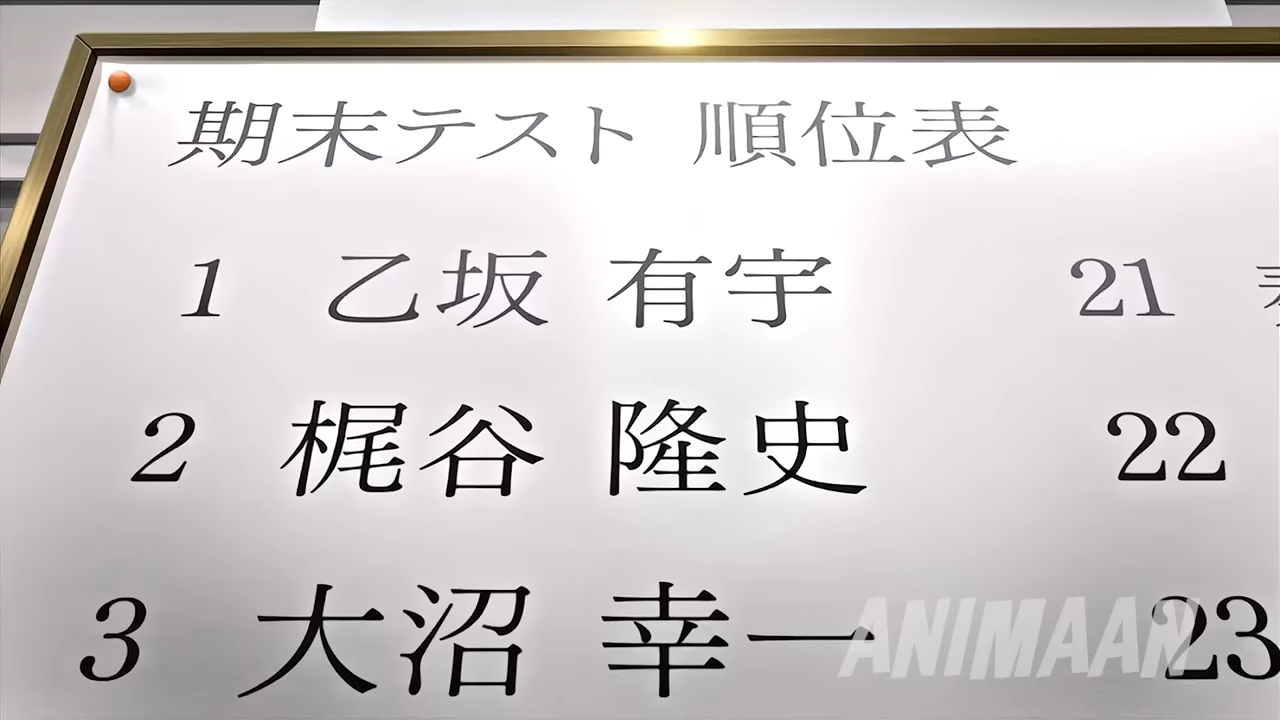 期末テスト 順位表
1 乙坂 有宇 21
2 梶谷 隆史 22
3 大沼 幸一 23
ANIMAAN